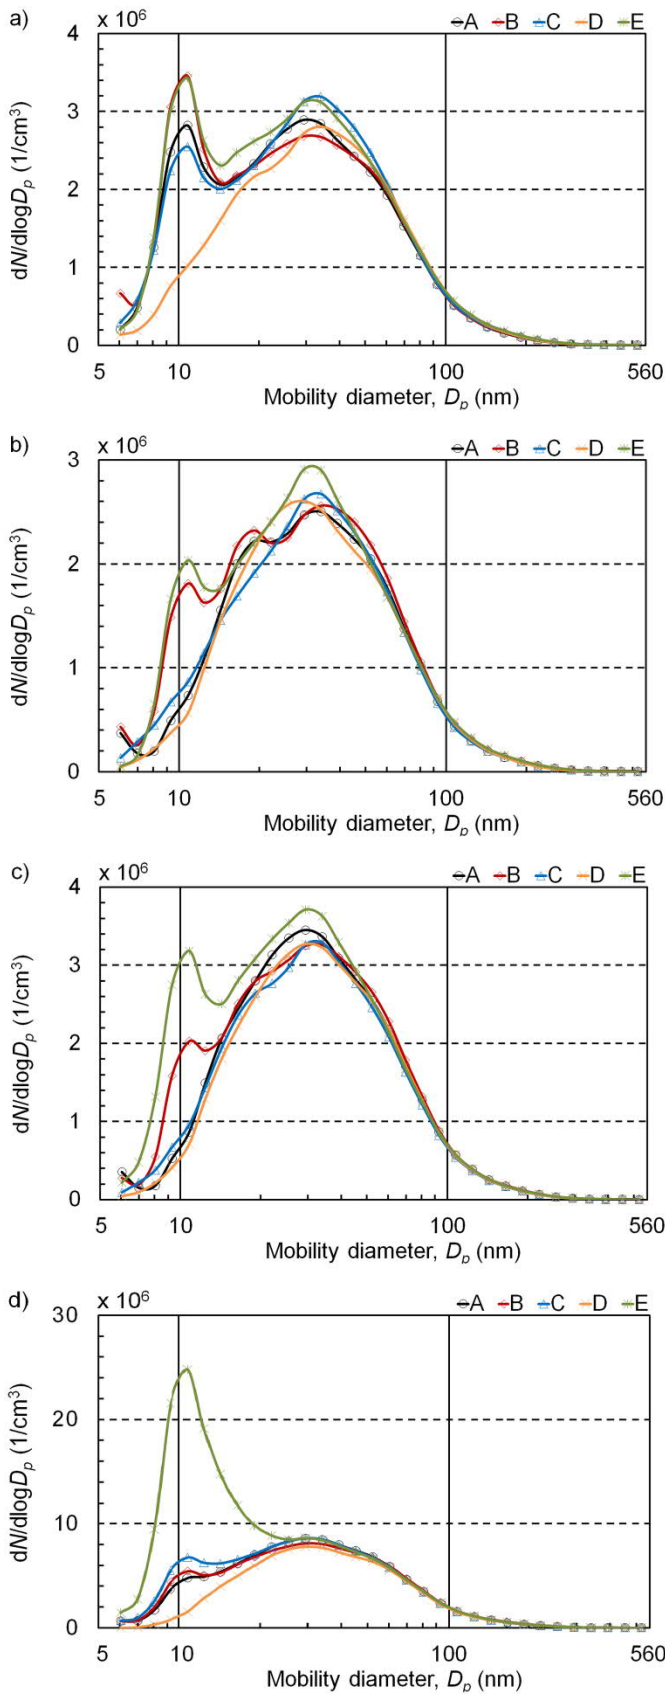 a)
x 10⁶
A B C D E
4
3
2
1
0
dN/dlogDₚ (1/cm³)
5 10 100 560
Mobility diameter, Dₚ (nm)
b)
x 10⁶
A B C D E
3
2
1
0
dN/dlogDₚ (1/cm³)
5 10 100 560
Mobility diameter, Dₚ (nm)
c)
x 10⁶
A B C D E
4
3
2
1
0
dN/dlogDₚ (1/cm³)
5 10 100 560
Mobility diameter, Dₚ (nm)
d)
x 10⁶
A B C D E
30
20
10
0
dN/dlogDₚ (1/cm³)
5 10 100 560
Mobility diameter, Dₚ (nm)